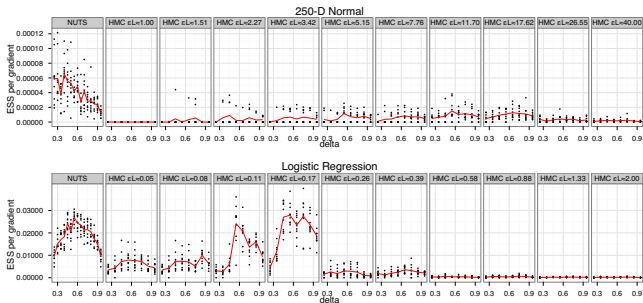 250-D Normal
NUTS HMC εL=1.00 HMC εL=1.51 HMC εL=2.27 HMC εL=3.42 HMC εL=5.15 HMC εL=7.76 HMC εL=11.70 HMC εL=17.62 HMC εL=26.55 HMC εL=40.00
ESS per gradient
0.00012
0.00010
0.00008
0.00006
0.00004
0.00002
0.00000
0.3 0.6 0.9 0.3 0.6 0.9 0.3 0.6 0.9 0.3 0.6 0.9 0.3 0.6 0.9 0.3 0.6 0.9 0.3 0.6 0.9 0.3 0.6 0.9 0.3 0.6 0.9 0.3 0.6 0.9 0.3 0.6 0.9
delta
Logistic Regression
NUTS HMC εL=0.05 HMC εL=0.08 HMC εL=0.11 HMC εL=0.17 HMC εL=0.26 HMC εL=0.39 HMC εL=0.58 HMC εL=0.88 HMC εL=1.33 HMC εL=2.00
ESS per gradient
0.03000
0.02000
0.01000
0.00000
0.3 0.6 0.9 0.3 0.6 0.9 0.3 0.6 0.9 0.3 0.6 0.9 0.3 0.6 0.9 0.3 0.6 0.9 0.3 0.6 0.9 0.3 0.6 0.9 0.3 0.6 0.9 0.3 0.6 0.9 0.3 0.6 0.9
delta